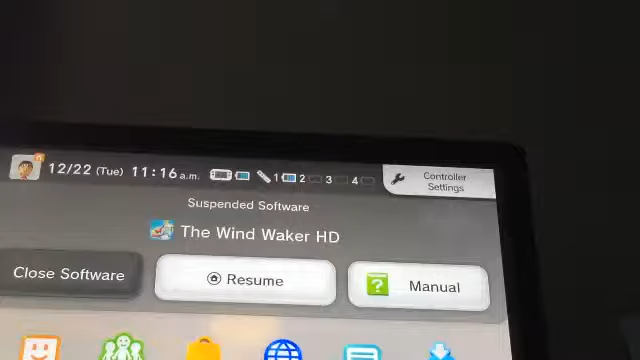 12/22 (Tue) 11:16 a.m. 1 2 3 4
Controller
Settings
Suspended Software
The Wind Waker HD
Close Software
Resume
? Manual